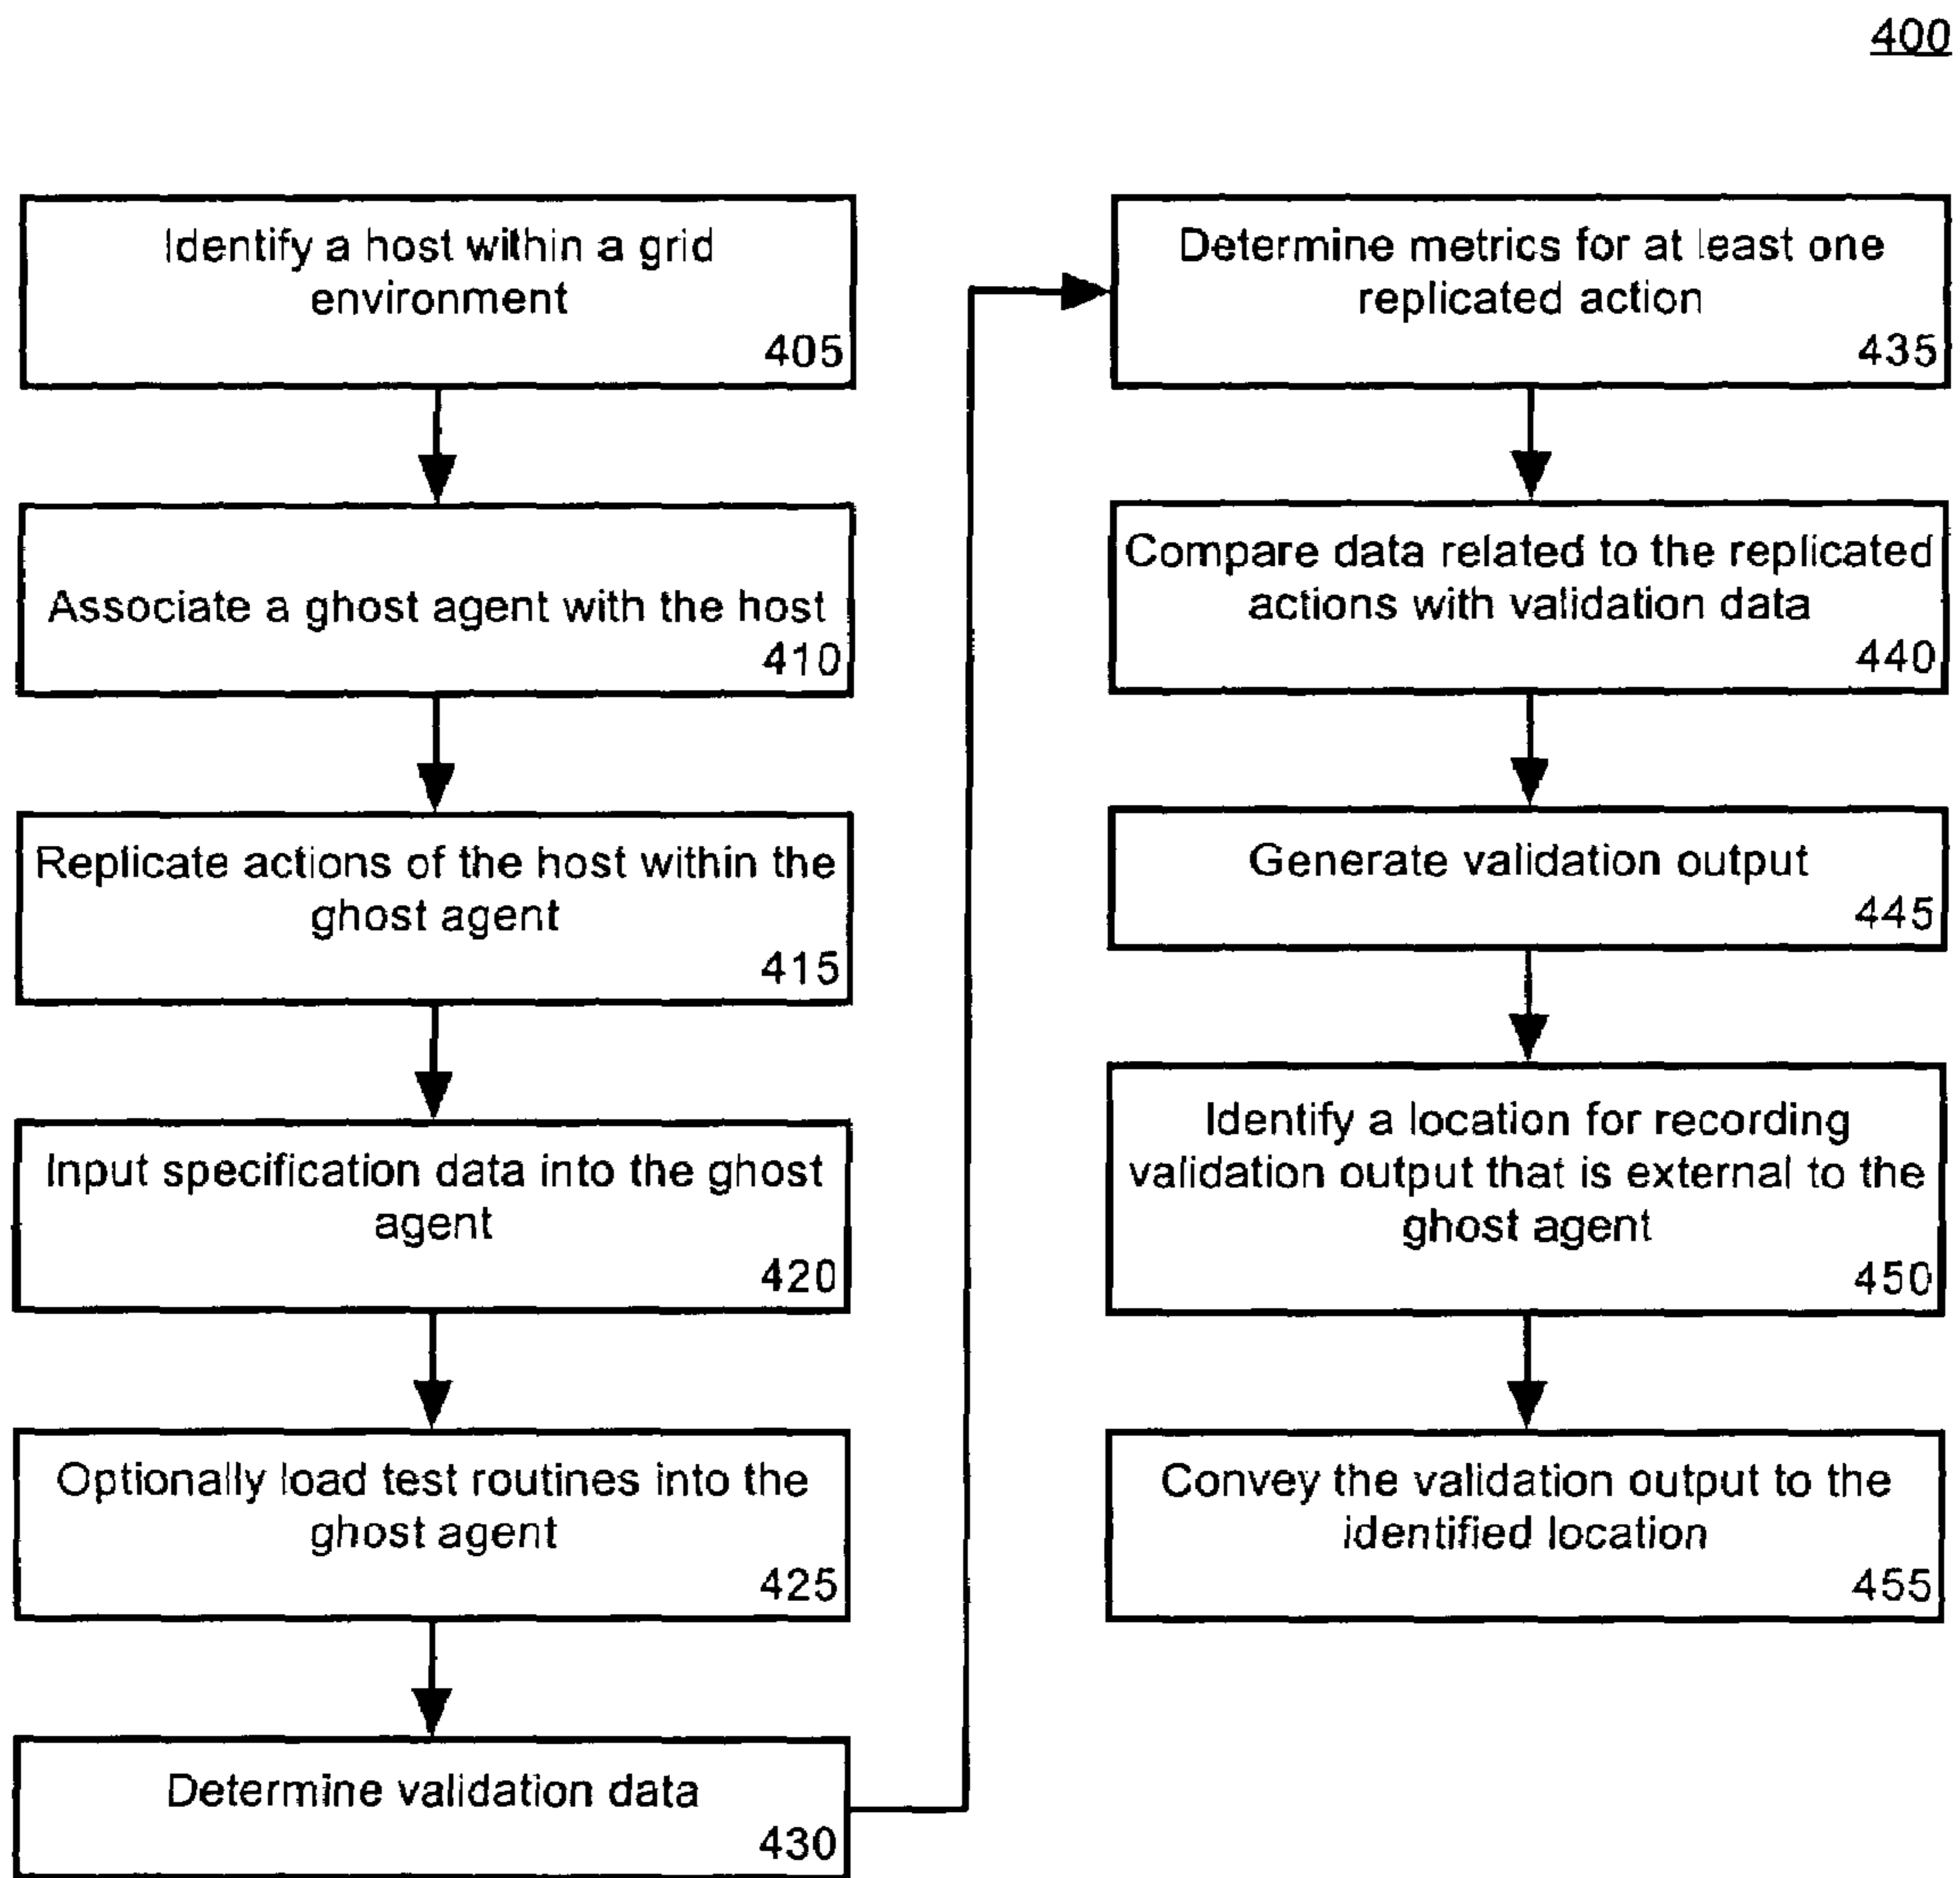 400
Identify a host within a grid
environment
405
Associate a ghost agent with the host
410
Replicate actions of the host within the
ghost agent
415
Input specification data into the ghost
agent
420
Optionally load test routines into the
ghost agent
425
Determine validation data
430
Determine metrics for at least one
replicated action
435
Compare data related to the replicated
actions with validation data
440
Generate validation output
445
Identify a location for recording
validation output that is external to the
ghost agent
450
Convey the validation output to the
identified location
455